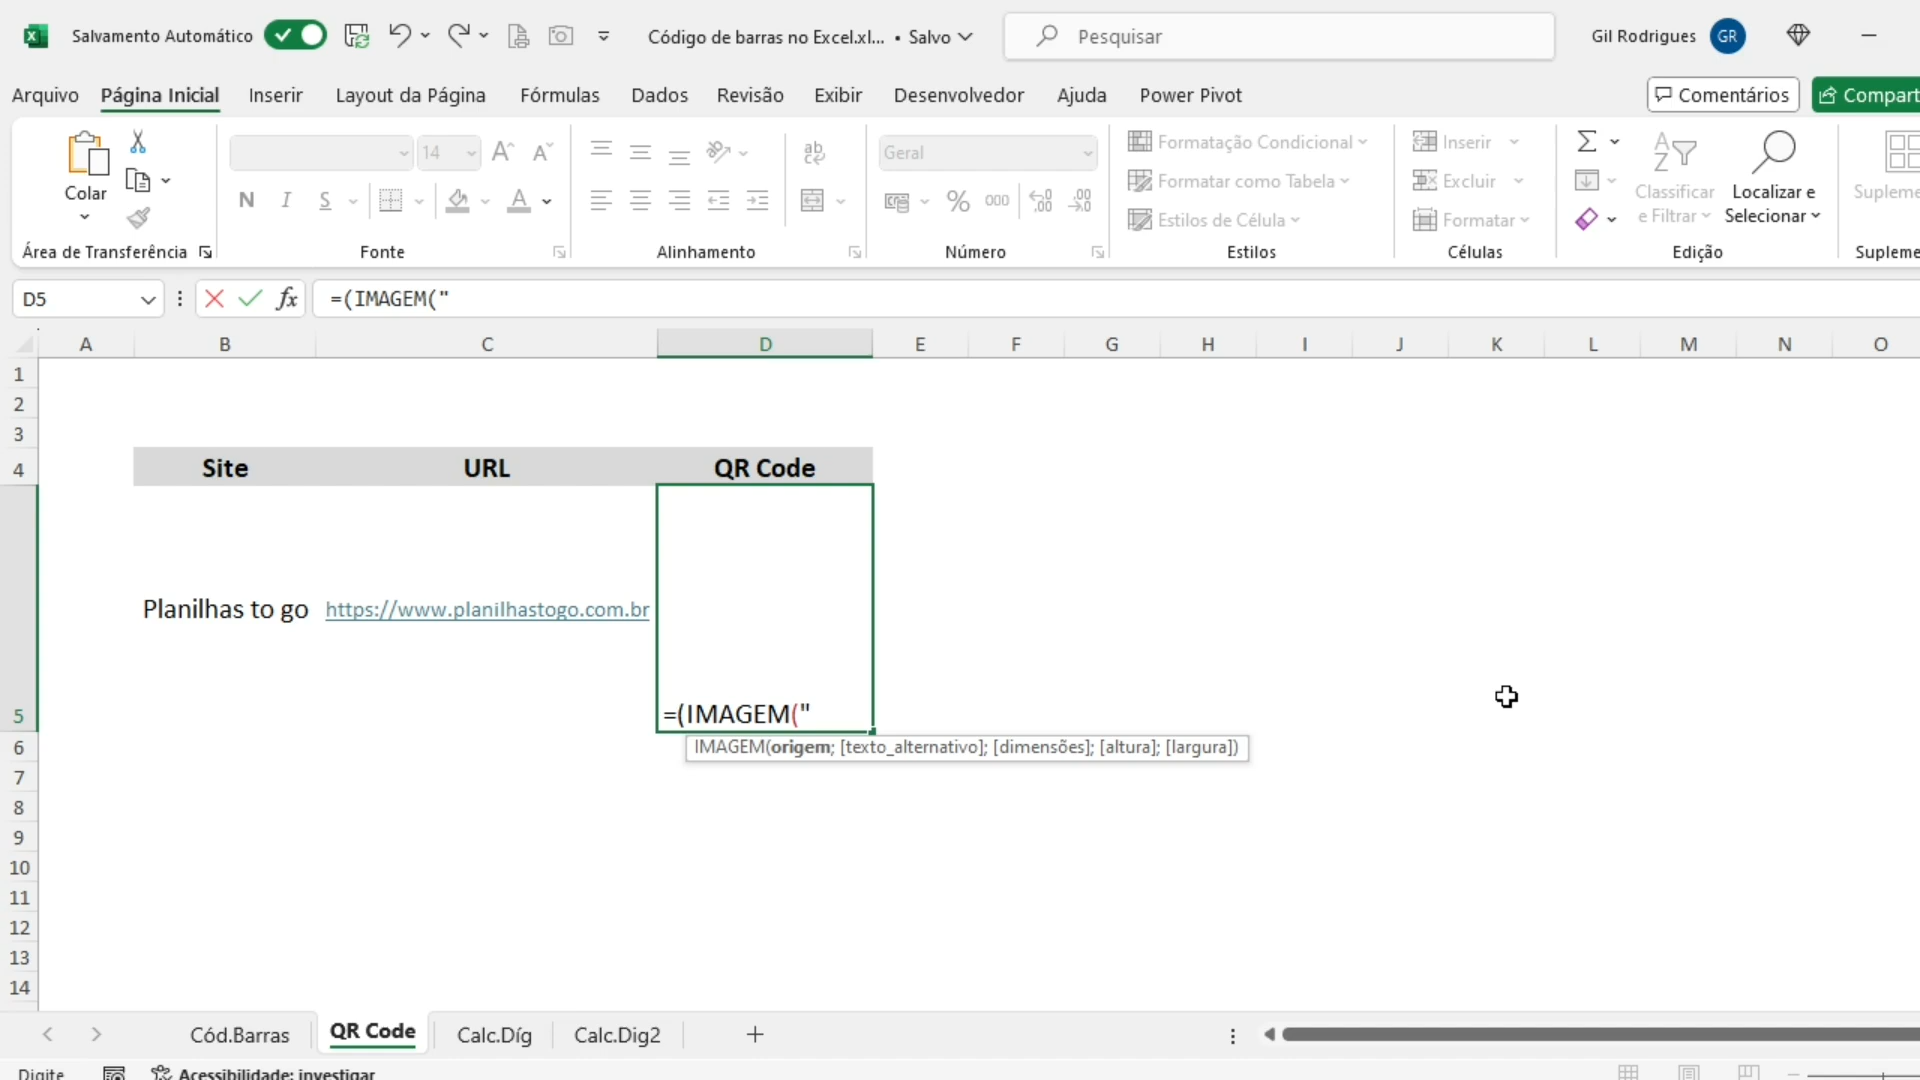 Salvamento Automático
Código de barras no Excel.xl... • Salvo
Pesquisar
Gil Rodrigues
GR
Arquivo
Página Inicial
Inserir
Layout da Página
Fórmulas
Dados
Revisão
Exibir
Desenvolvedor
Ajuda
Power Pivot
Comentários
Compart
Colar
Área de Transferência
14
N I S
Fonte
ab
Alinhamento
Geral
% 000
Número
Formatação Condicional
Formatar como Tabela
Estilos de Célula
Estilos
Inserir
Excluir
Formatar
Células
Classificar
e Filtrar
Localizar e
Selecionar
Edição
Supleme
Supleme
D5
fx
=(IMAGEM("
A B C D E F G H I J K L M N O
1
2
3
4 Site URL QR Code
5 Planilhas to go https://www.planilhastogo.com.br =(IMAGEM("
IMAGEM(origem; [texto_alternativo]; [dimensões]; [altura]; [largura])
6
7
8
9
10
11
12
13
14
Cód.Barras
QR Code
Calc.Díg
Calc.Dig2
Digite
Acessibilidade: investigar